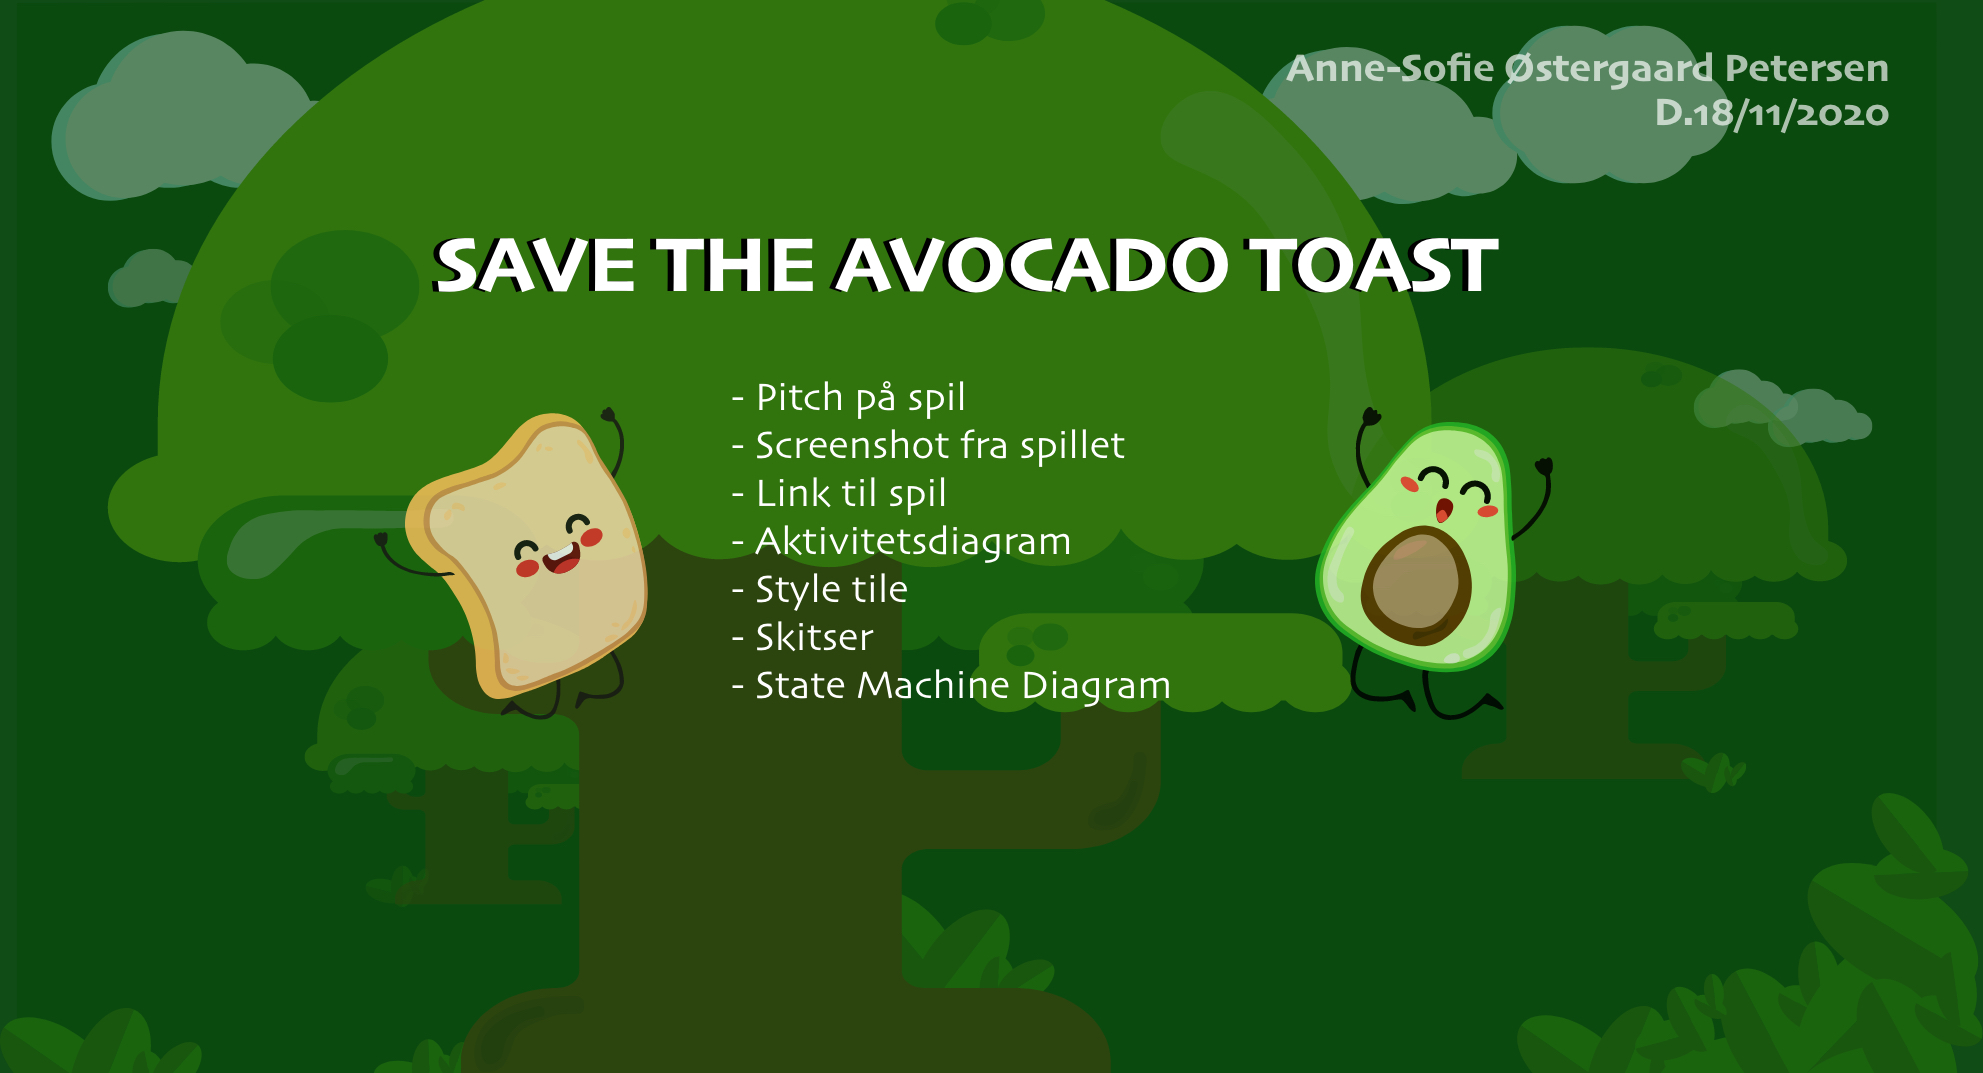 Anne-Sofie Østergaard Petersen
D.18/11/2020
SAVE THE AVOCADO TOAST
- Pitch på spil
- Screenshot fra spillet
- Link til spil
- Aktivitetsdiagram
- Style tile
- Skitser
- State Machine Diagram